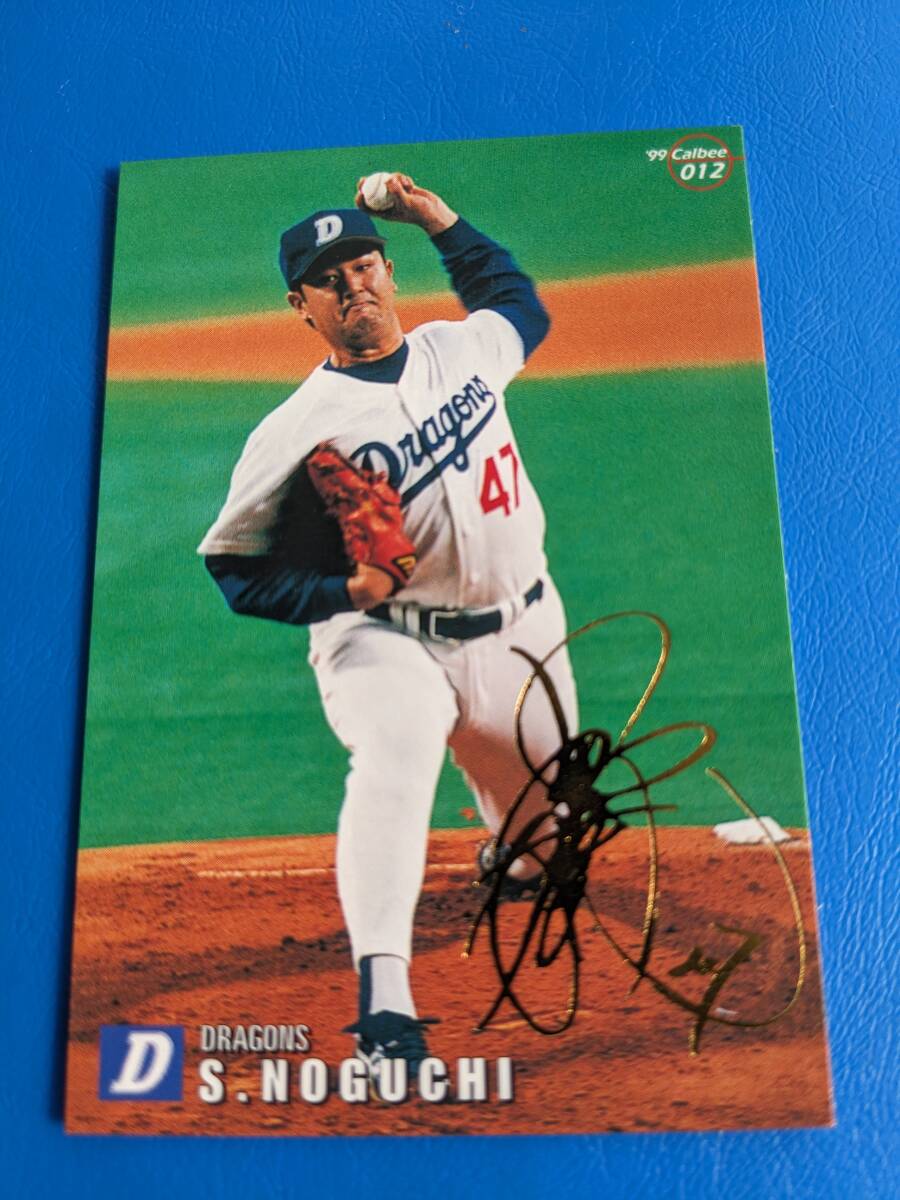 '99 Calbee
012
D
Dragons
47
D
DRAGONS
S.NOGUCHI